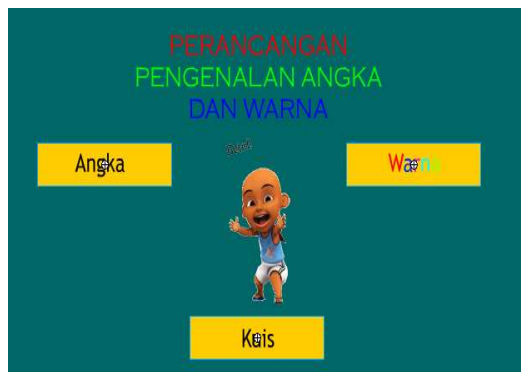 PERANCANGAN
PENGENALAN ANGKA
DAN WARNA
Angka
Warna
Kuis